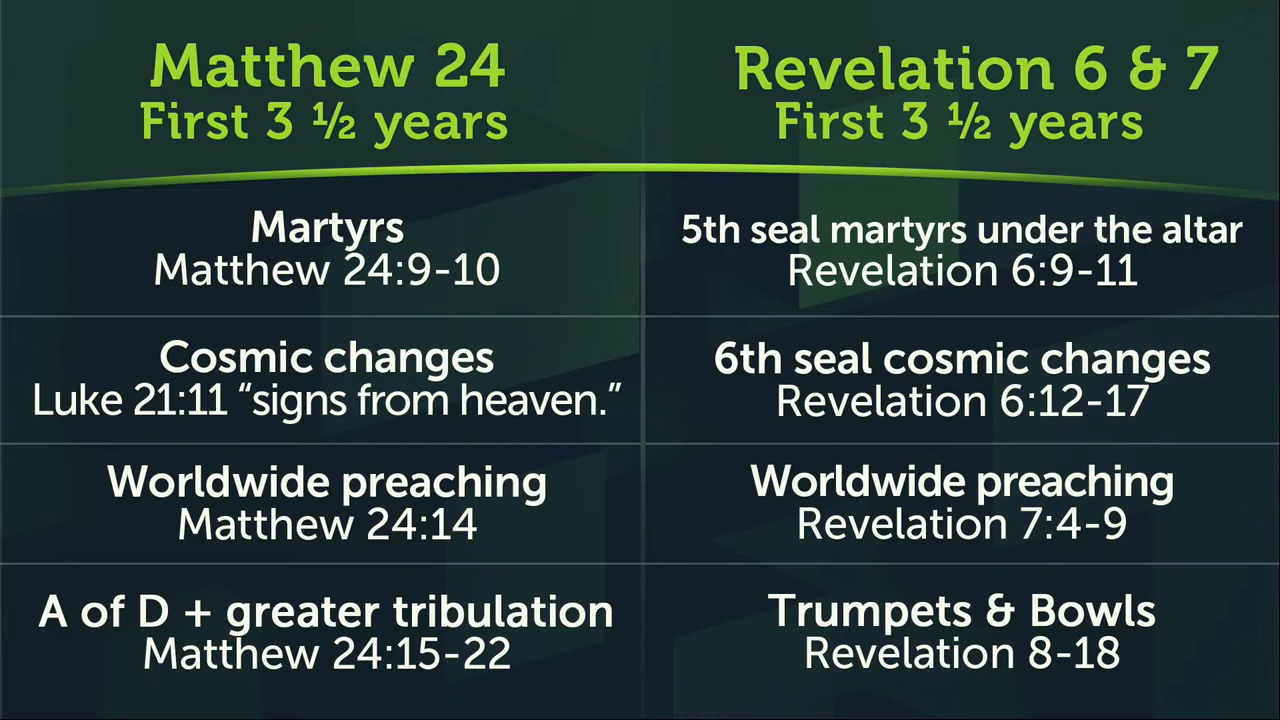 Matthew 24
First 3 ½ years
Revelation 6 & 7
First 3 ½ years
Martyrs
Matthew 24:9-10
5th seal martyrs under the altar
Revelation 6:9-11
Cosmic changes
Luke 21:11 “signs from heaven.”
6th seal cosmic changes
Revelation 6:12-17
Worldwide preaching
Matthew 24:14
Worldwide preaching
Revelation 7:4-9
A of D + greater tribulation
Matthew 24:15-22
Trumpets & Bowls
Revelation 8-18